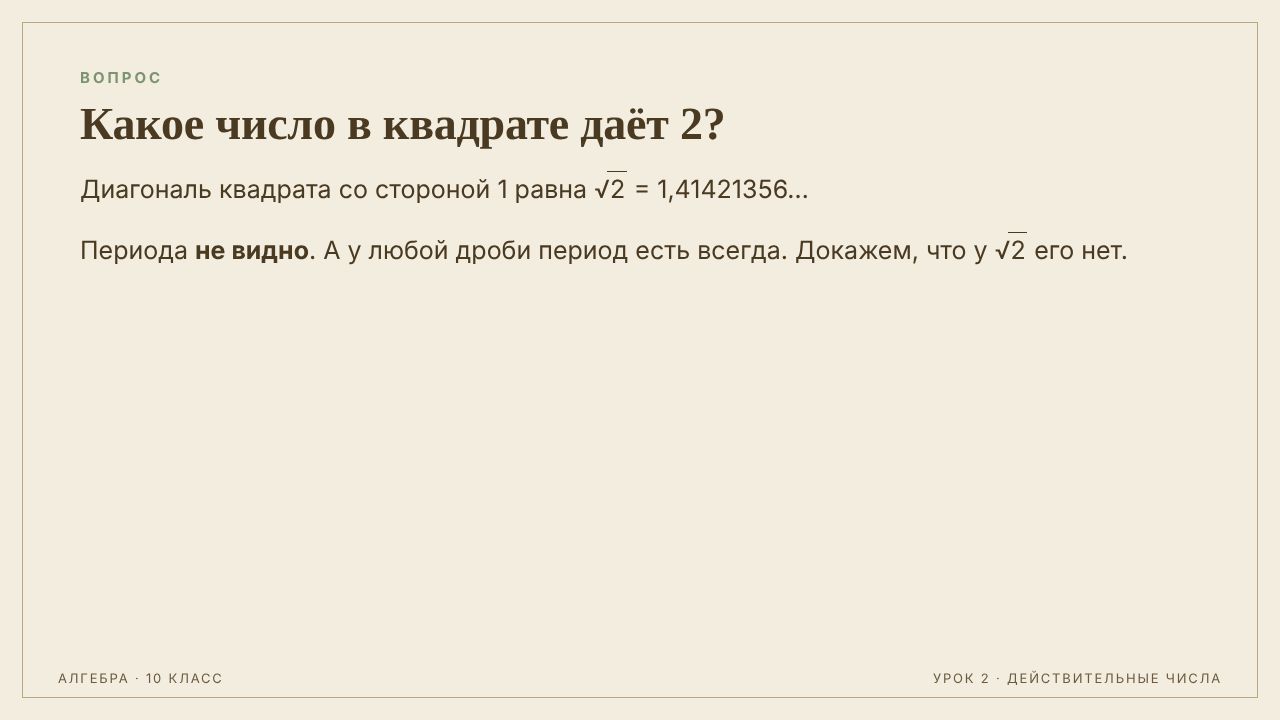 ВОПРОС
Какое число в квадрате даёт 2?
Диагональ квадрата со стороной 1 равна √2 = 1,41421356…
Периода не видно. А у любой дроби период есть всегда. Докажем, что у √2 его нет.
АЛГЕБРА · 10 КЛАСС
УРОК 2 · ДЕЙСТВИТЕЛЬНЫЕ ЧИСЛА